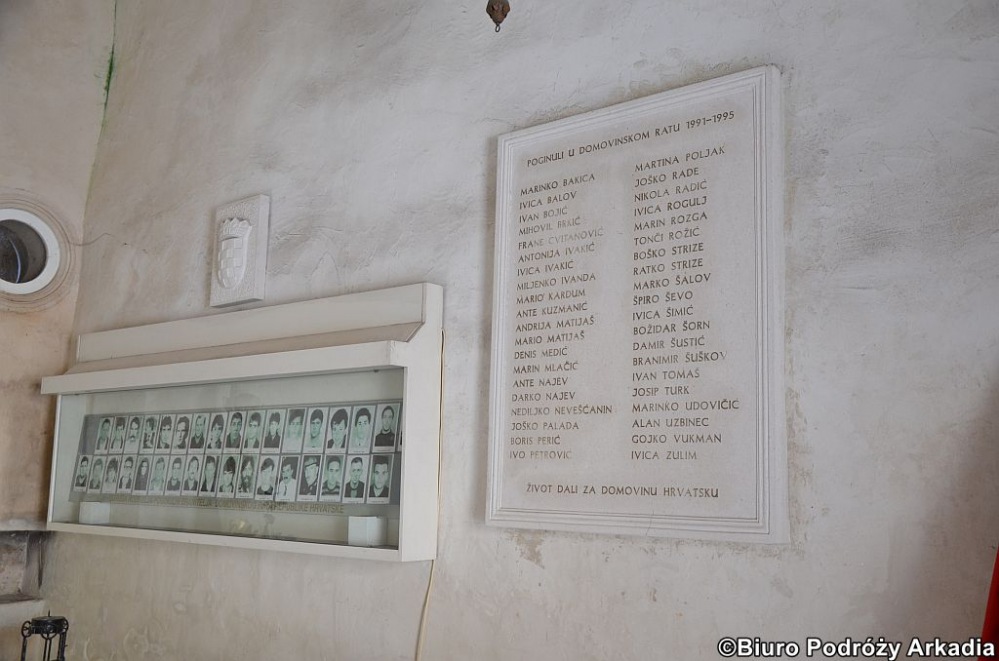 POGINULI U DOMOVINSKOM RATU 1991-1995
MARINKO BAKICA
IVICA BALOV
IVAN BOJIĆ
MIHOVIL BRKIĆ
FRANE CVITANOVIĆ
ANTONIJA IVAKIĆ
IVICA IVAKIĆ
MILJENKO IVANDA
MARIO KARDUM
ANTE KUZMANIĆ
ANDRIJA MATIJAŠ
MARIO MATIJAŠ
DENIS MEDIĆ
MARIN MLAČIĆ
ANTE NAJEV
DARKO NAJEV
NEDILJKO NEVEŠĆANIN
JOŠKO PALADA
BORIS PERIĆ
IVO PETROVIĆ
MARTINA POLJAK
JOŠKO RADE
NIKOLA RADIĆ
IVICA ROGULJ
MARIN ROZGA
TONČI ROŽIĆ
BOŠKO STRIZE
RATKO STRIZE
MARKO ŠALOV
ŠPIRO ŠEVO
IVICA ŠIMIĆ
BOŽIDAR ŠORN
DAMIR ŠUSTIĆ
BRANIMIR ŠUŠKOV
IVAN TOMAŠ
JOSIP TURK
MARINKO UDOVIČIĆ
ALAN UZBINEC
GOJKO VUKMAN
IVICA ZULIM
ŽIVOT DALI ZA DOMOVINU HRVATSKU
REPUBLIKE HRVATSKE
©Biuro Podróży Arkadia